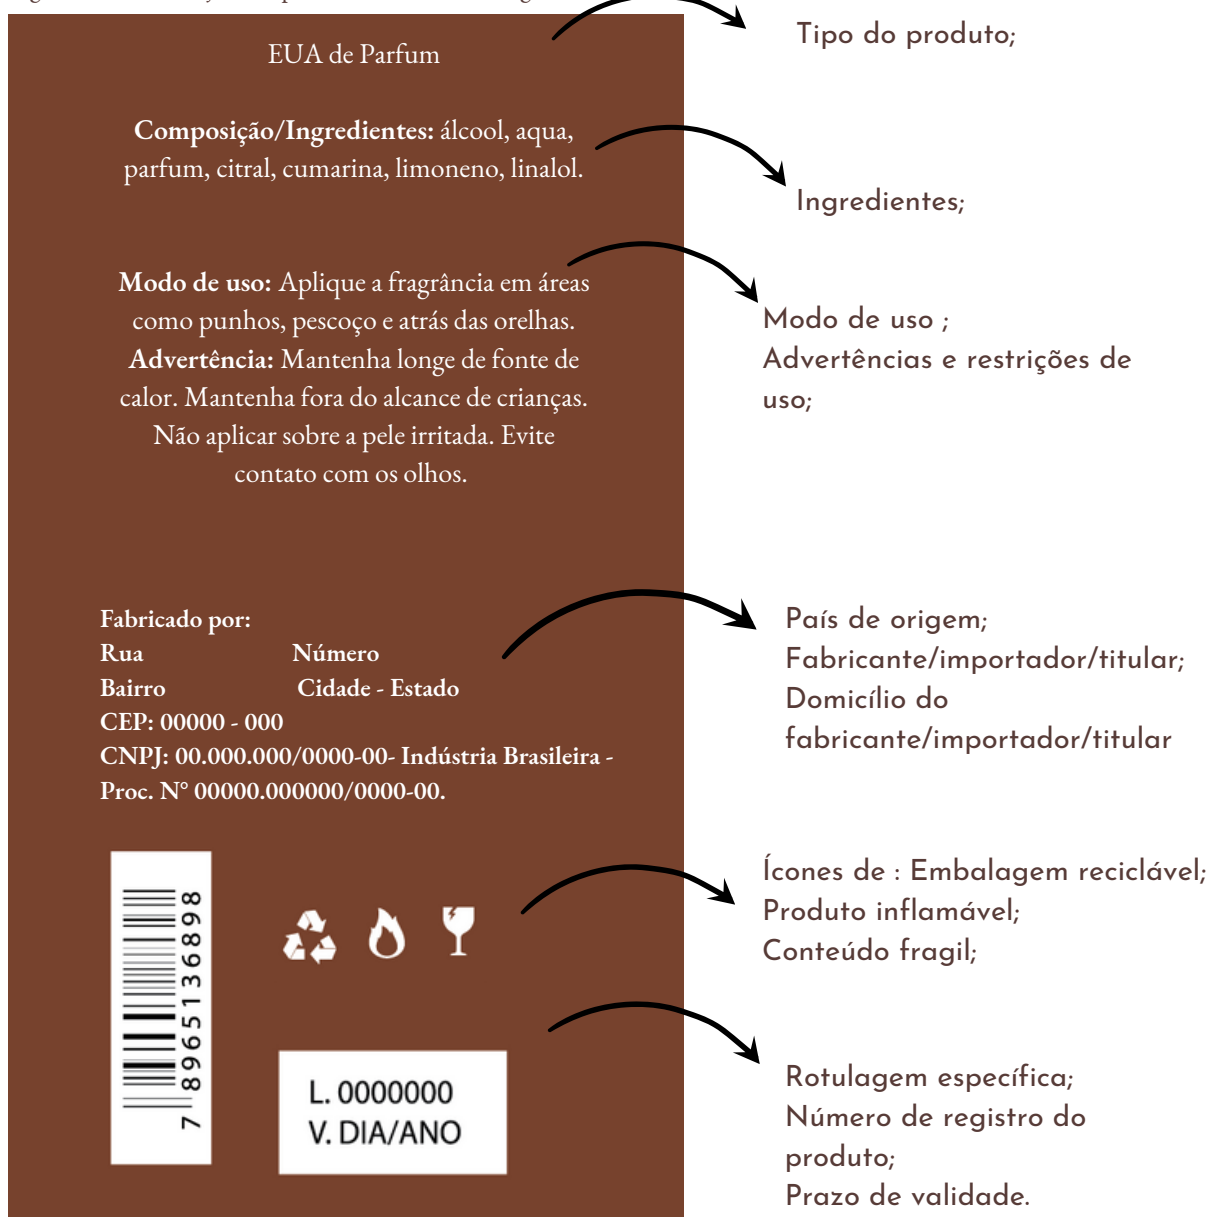 EUA de Parfum
Tipo do produto;
Composição/Ingredientes: álcool, aqua,
parfum, citral, cumarina, limoneno, linalol.
Ingredientes;
Modo de uso: Aplique a fragrância em áreas
como punhos, pescoço e atrás das orelhas.
Advertência: Mantenha longe de fonte de
calor. Mantenha fora do alcance de crianças.
Não aplicar sobre a pele irritada. Evite
contato com os olhos.
Modo de uso ;
Advertências e restrições de
uso;
Fabricado por:
Rua Número
Bairro Cidade - Estado
CEP: 00000 - 000
CNPJ: 00.000.000/0000-00- Indústria Brasileira -
Proc. N° 00000.000000/0000-00.
País de origem;
Fabricante/importador/titular;
Domicílio do
fabricante/importador/titular
7 896513 6898
Ícones de : Embalagem reciclável;
Produto inflamável;
Conteúdo fragil;
L. 0000000
V. DIA/ANO
Rotulagem específica;
Número de registro do
produto;
Prazo de validade.